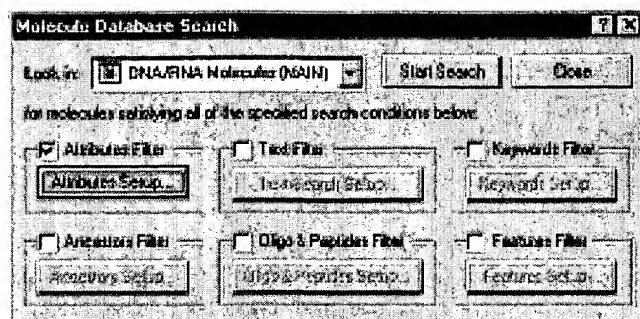 Molecule Database Search
Look in: DNA/RNA Molecules (MAIN) Start Search Close
for molecules satisfying all of the specified search conditions below:
Attributes Filter Text Filter Keywords Filter
Attributes Setup... Text Search Setup... Keywords Setup...
Ancestors Filter Oligo & Peptides Filter Features Filter
Ancestors Setup... Oligo & Peptides Setup... Features Setup...